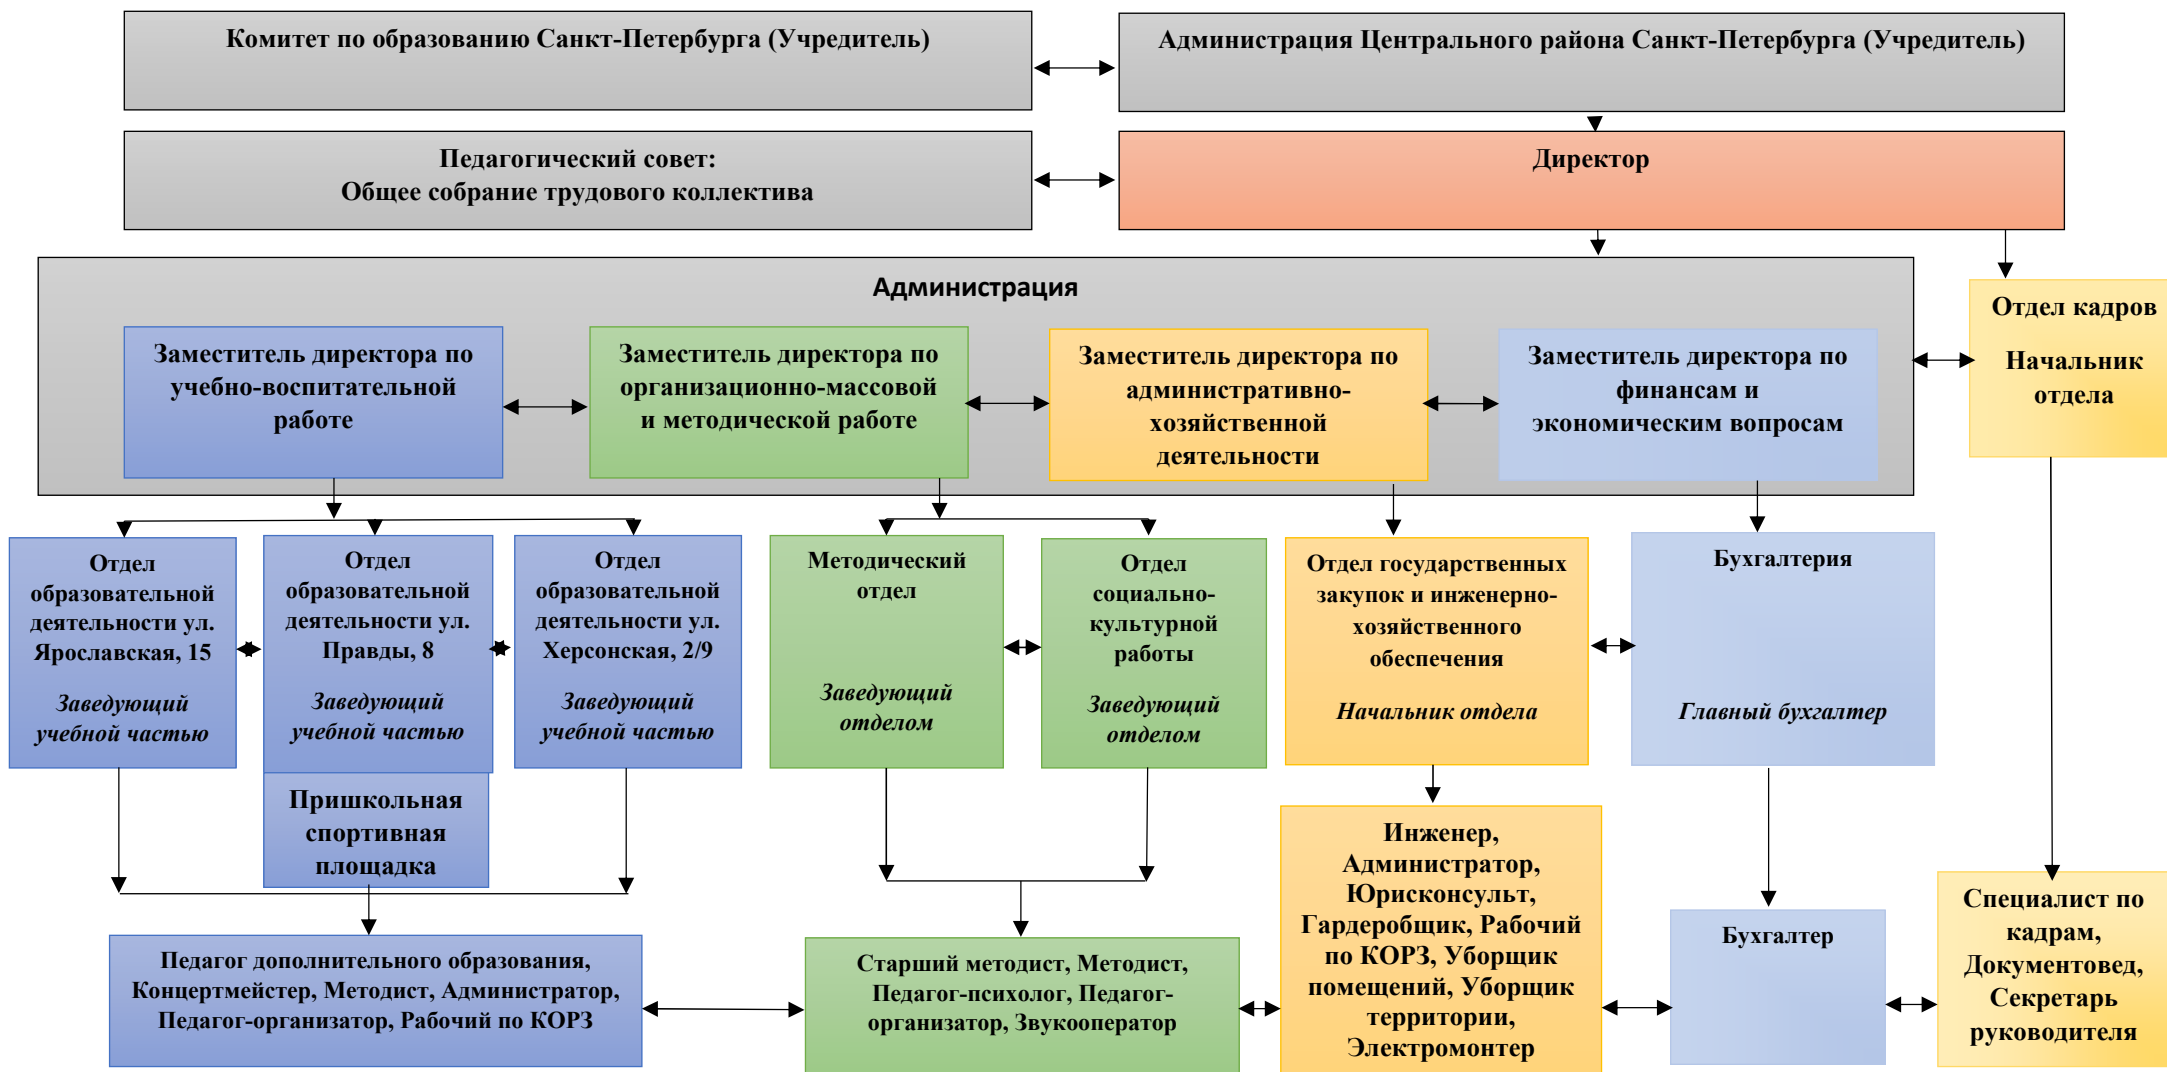 Комитет по образованию Санкт-Петербурга (Учредитель)
Администрация Центрального района Санкт-Петербурга (Учредитель)
Педагогический совет:
Общее собрание трудового коллектива
Директор
Администрация
Заместитель директора по
учебно-воспитательной
работе
Заместитель директора по
организационно-массовой
и методической работе
Заместитель директора по
административно-
хозяйственной
деятельности
Заместитель директора по
финансам и
экономическим вопросам
Отдел кадров
Начальник
отдела
Отдел
образовательной
деятельности ул.
Ярославская, 15
Заведующий
учебной частью
Отдел
образовательной
деятельности ул.
Правды, 8
Заведующий
учебной частью
Отдел
образовательной
деятельности ул.
Херсонская, 2/9
Заведующий
учебной частью
Методический
отдел
Заведующий
отделом
Отдел
социально-
культурной
работы
Заведующий
отделом
Отдел государственных
закупок и инженерно-
хозяйственного
обеспечения
Начальник отдела
Бухгалтерия
Главный бухгалтер
Пришкольная
спортивная
площадка
Педагог дополнительного образования,
Концертмейстер, Методист, Администратор,
Педагог-организатор, Рабочий по КОРЗ
Старший методист, Методист,
Педагог-психолог, Педагог-
организатор, Звукооператор
Инженер,
Администратор,
Юрисконсульт,
Гардеробщик, Рабочий
по КОРЗ, Уборщик
помещений, Уборщик
территории,
Электромонтер
Бухгалтер
Специалист по
кадрам,
Документовед,
Секретарь
руководителя